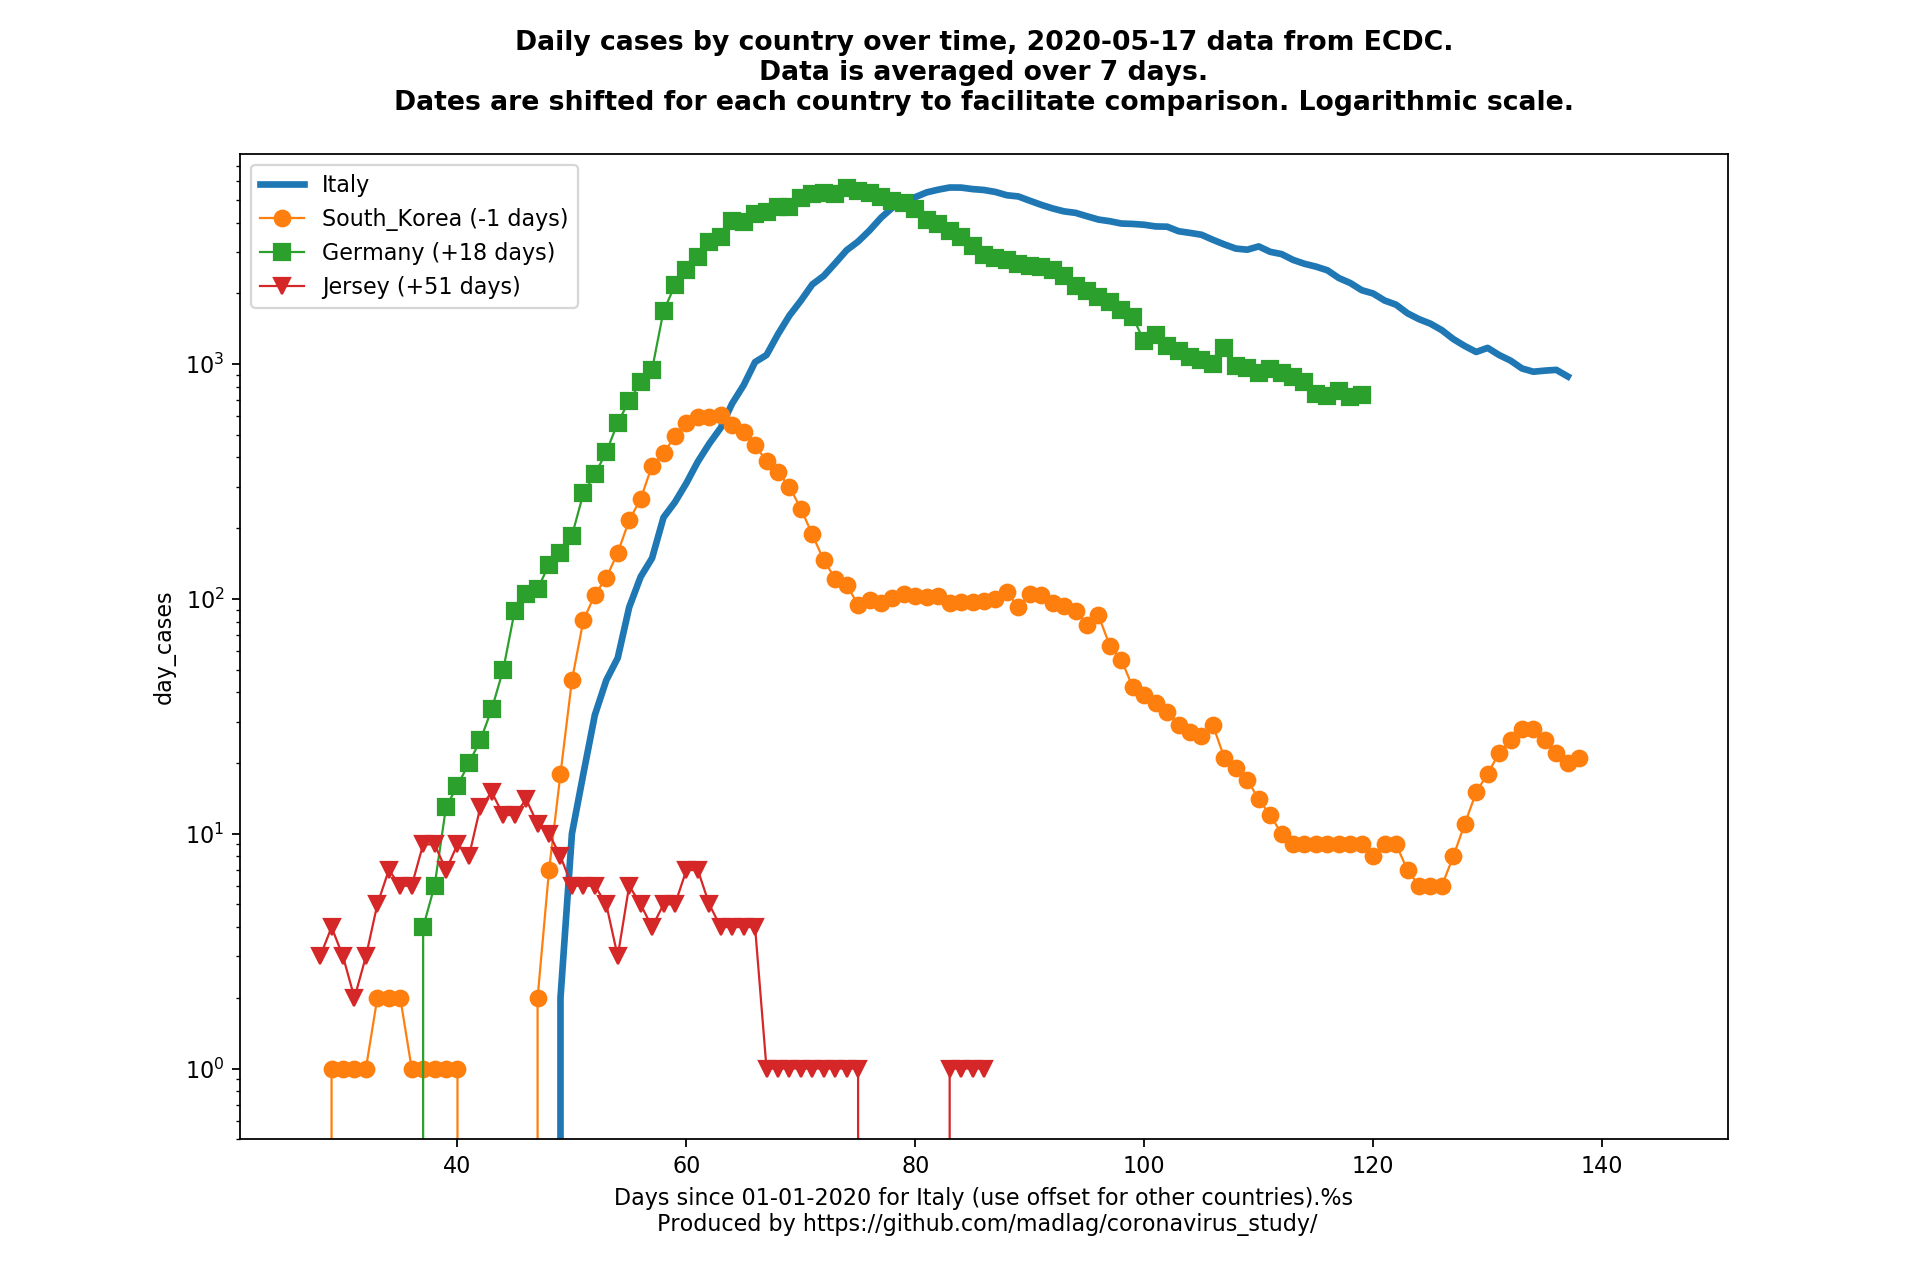 Daily cases by country over time, 2020-05-17 data from ECDC.
Data is averaged over 7 days.
Dates are shifted for each country to facilitate comparison. Logarithmic scale.
Italy
South_Korea (-1 days)
Germany (+18 days)
Jersey (+51 days)
day_cases
10³
10²
10¹
10⁰
40 60 80 100 120 140
Days since 01-01-2020 for Italy (use offset for other countries).%s
Produced by https://github.com/madlag/coronavirus_study/